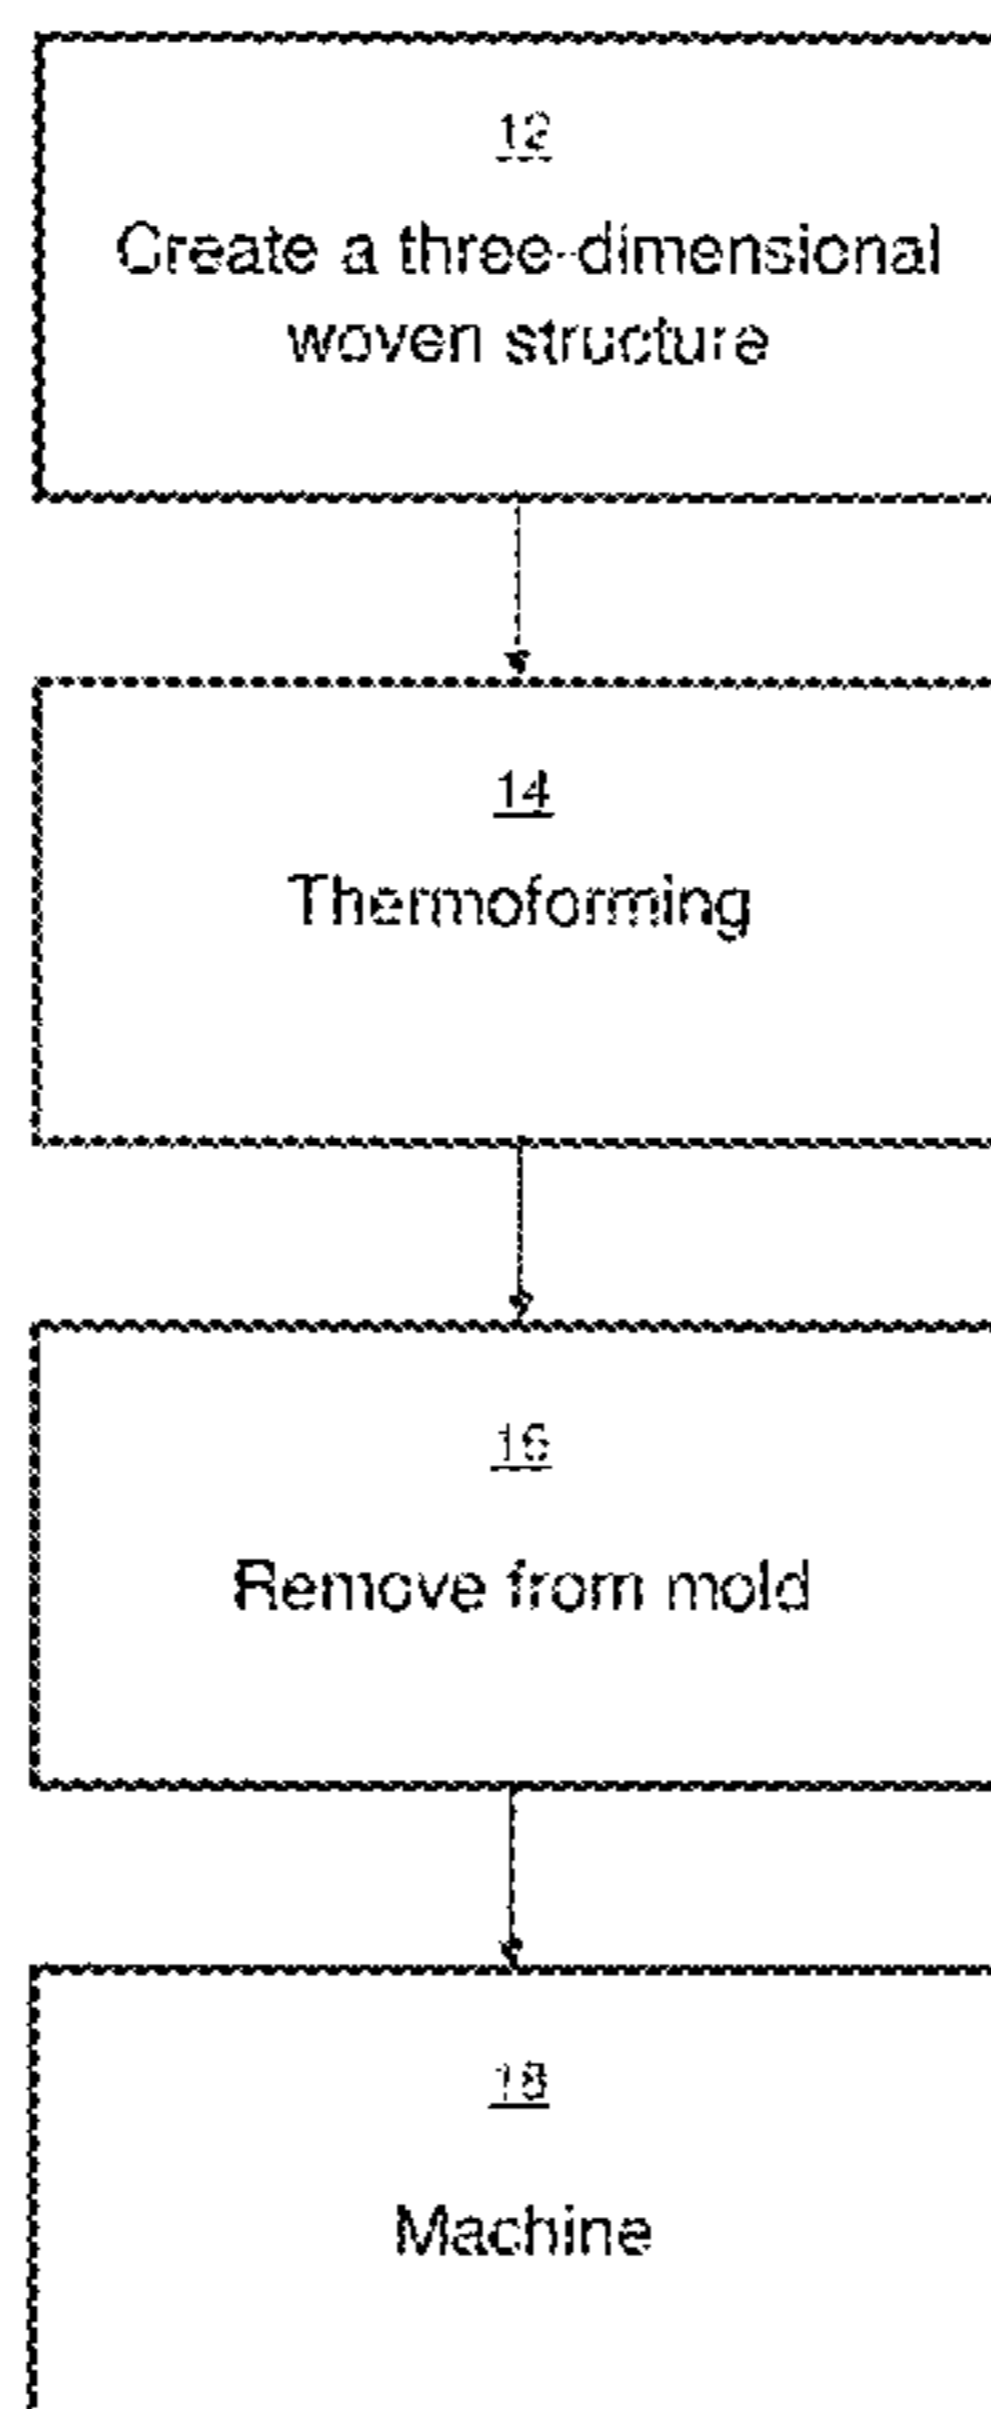 12
Create a three-dimensional
woven structure
14
Thermoforming
16
Remove from mold
18
Machine